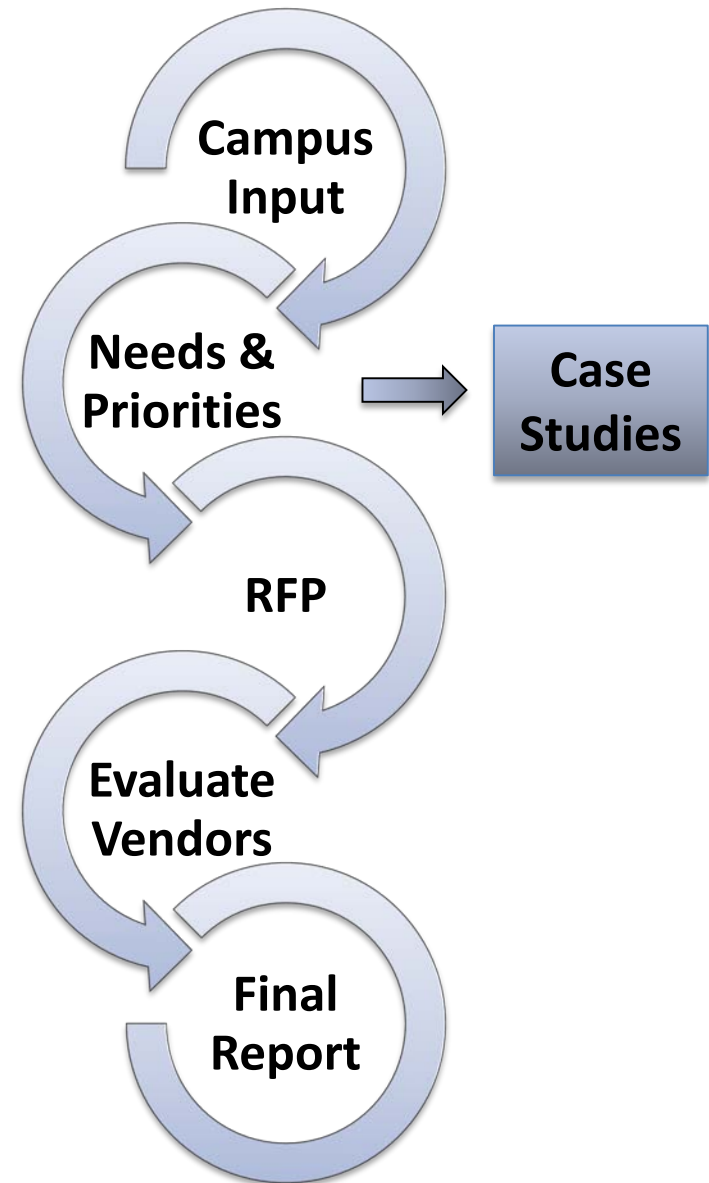 Campus
Input
Needs &
Priorities
Case
Studies
RFP
Evaluate
Vendors
Final
Report